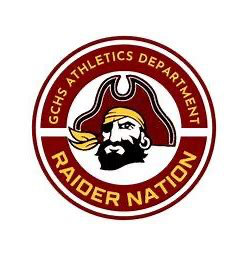 GCHS ATHLETICS DEPARTMENT
RAIDER NATION